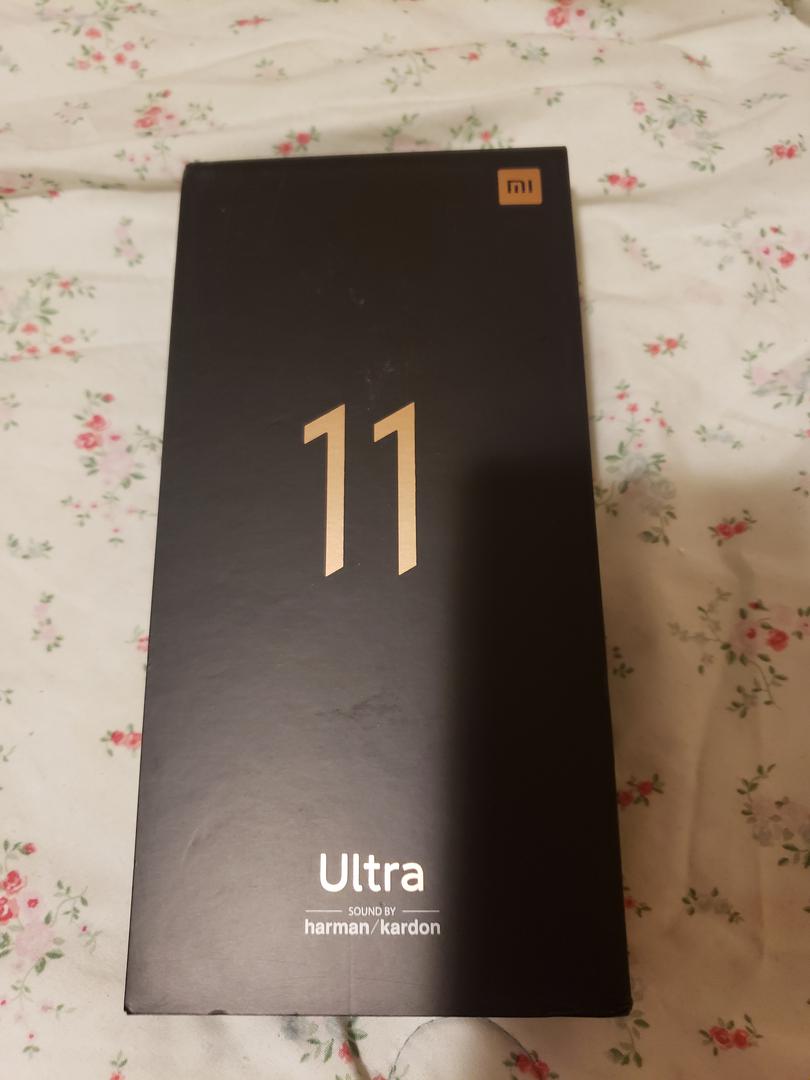 mi
11
Ultra
SOUND BY
harman/kardon